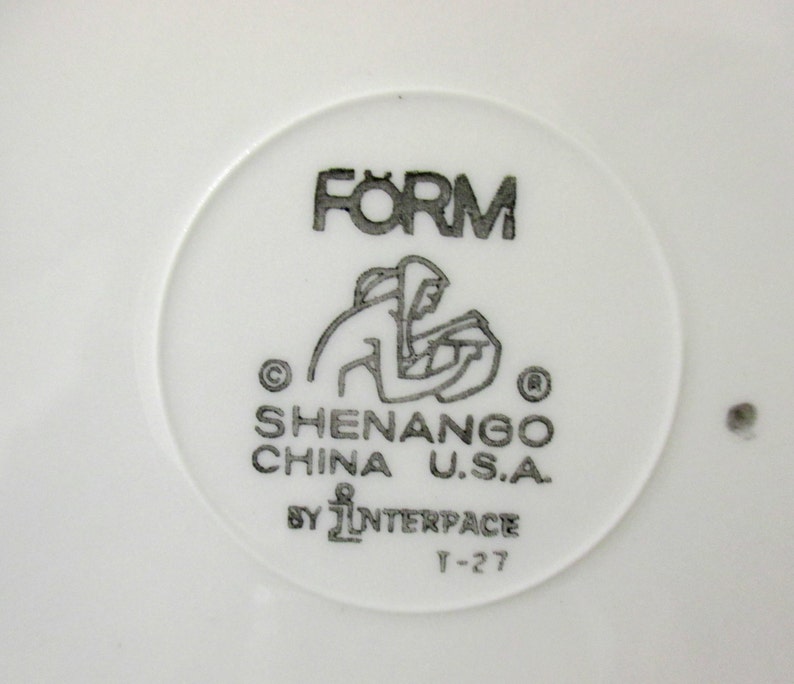 FÖRM
© ®
SHENANGO
CHINA U.S.A.
BY INTERPACE
T-27